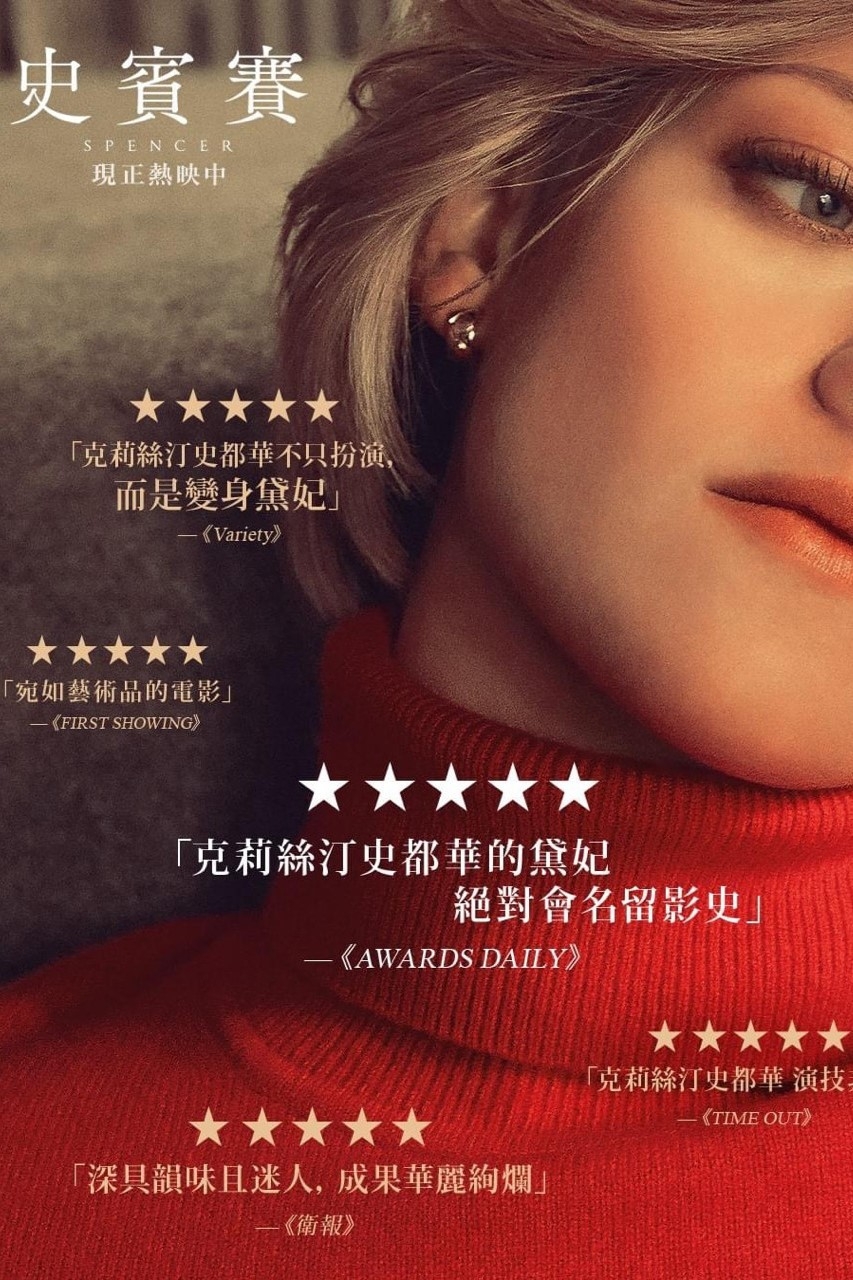 史賓賽
SPENCER
現正熱映中
★★★★★
「克莉絲汀史都華不只扮演,
而是變身黛妃」
—《Variety》
★★★★★
「宛如藝術品的電影」
—《FIRST SHOWING》
★★★★★
「克莉絲汀史都華的黛妃
絕對會名留影史」
—《AWARDS DAILY》
★★★★★
「克莉絲汀史都華 演技
—《TIME OUT》
★★★★★
「深具韻味且迷人, 成果華麗絢爛」
—《衛報》